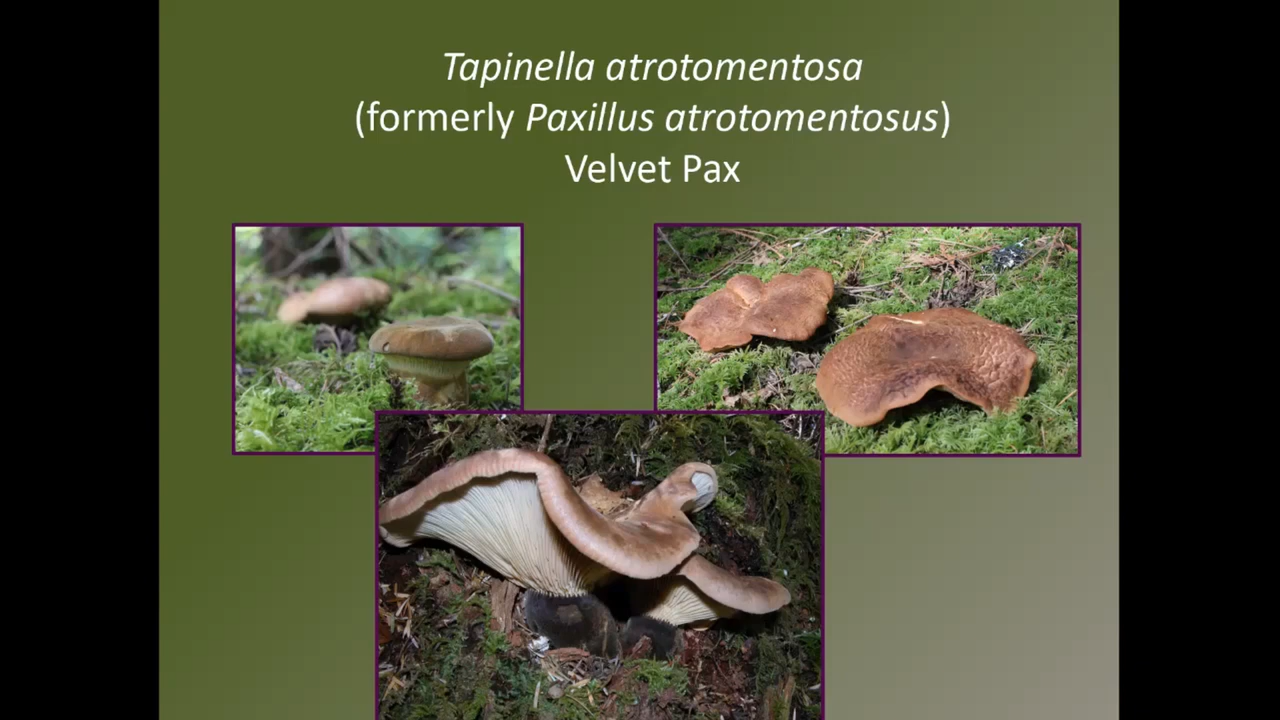 Tapinella atrotomentosa
(formerly Paxillus atrotomentosus)
Velvet Pax